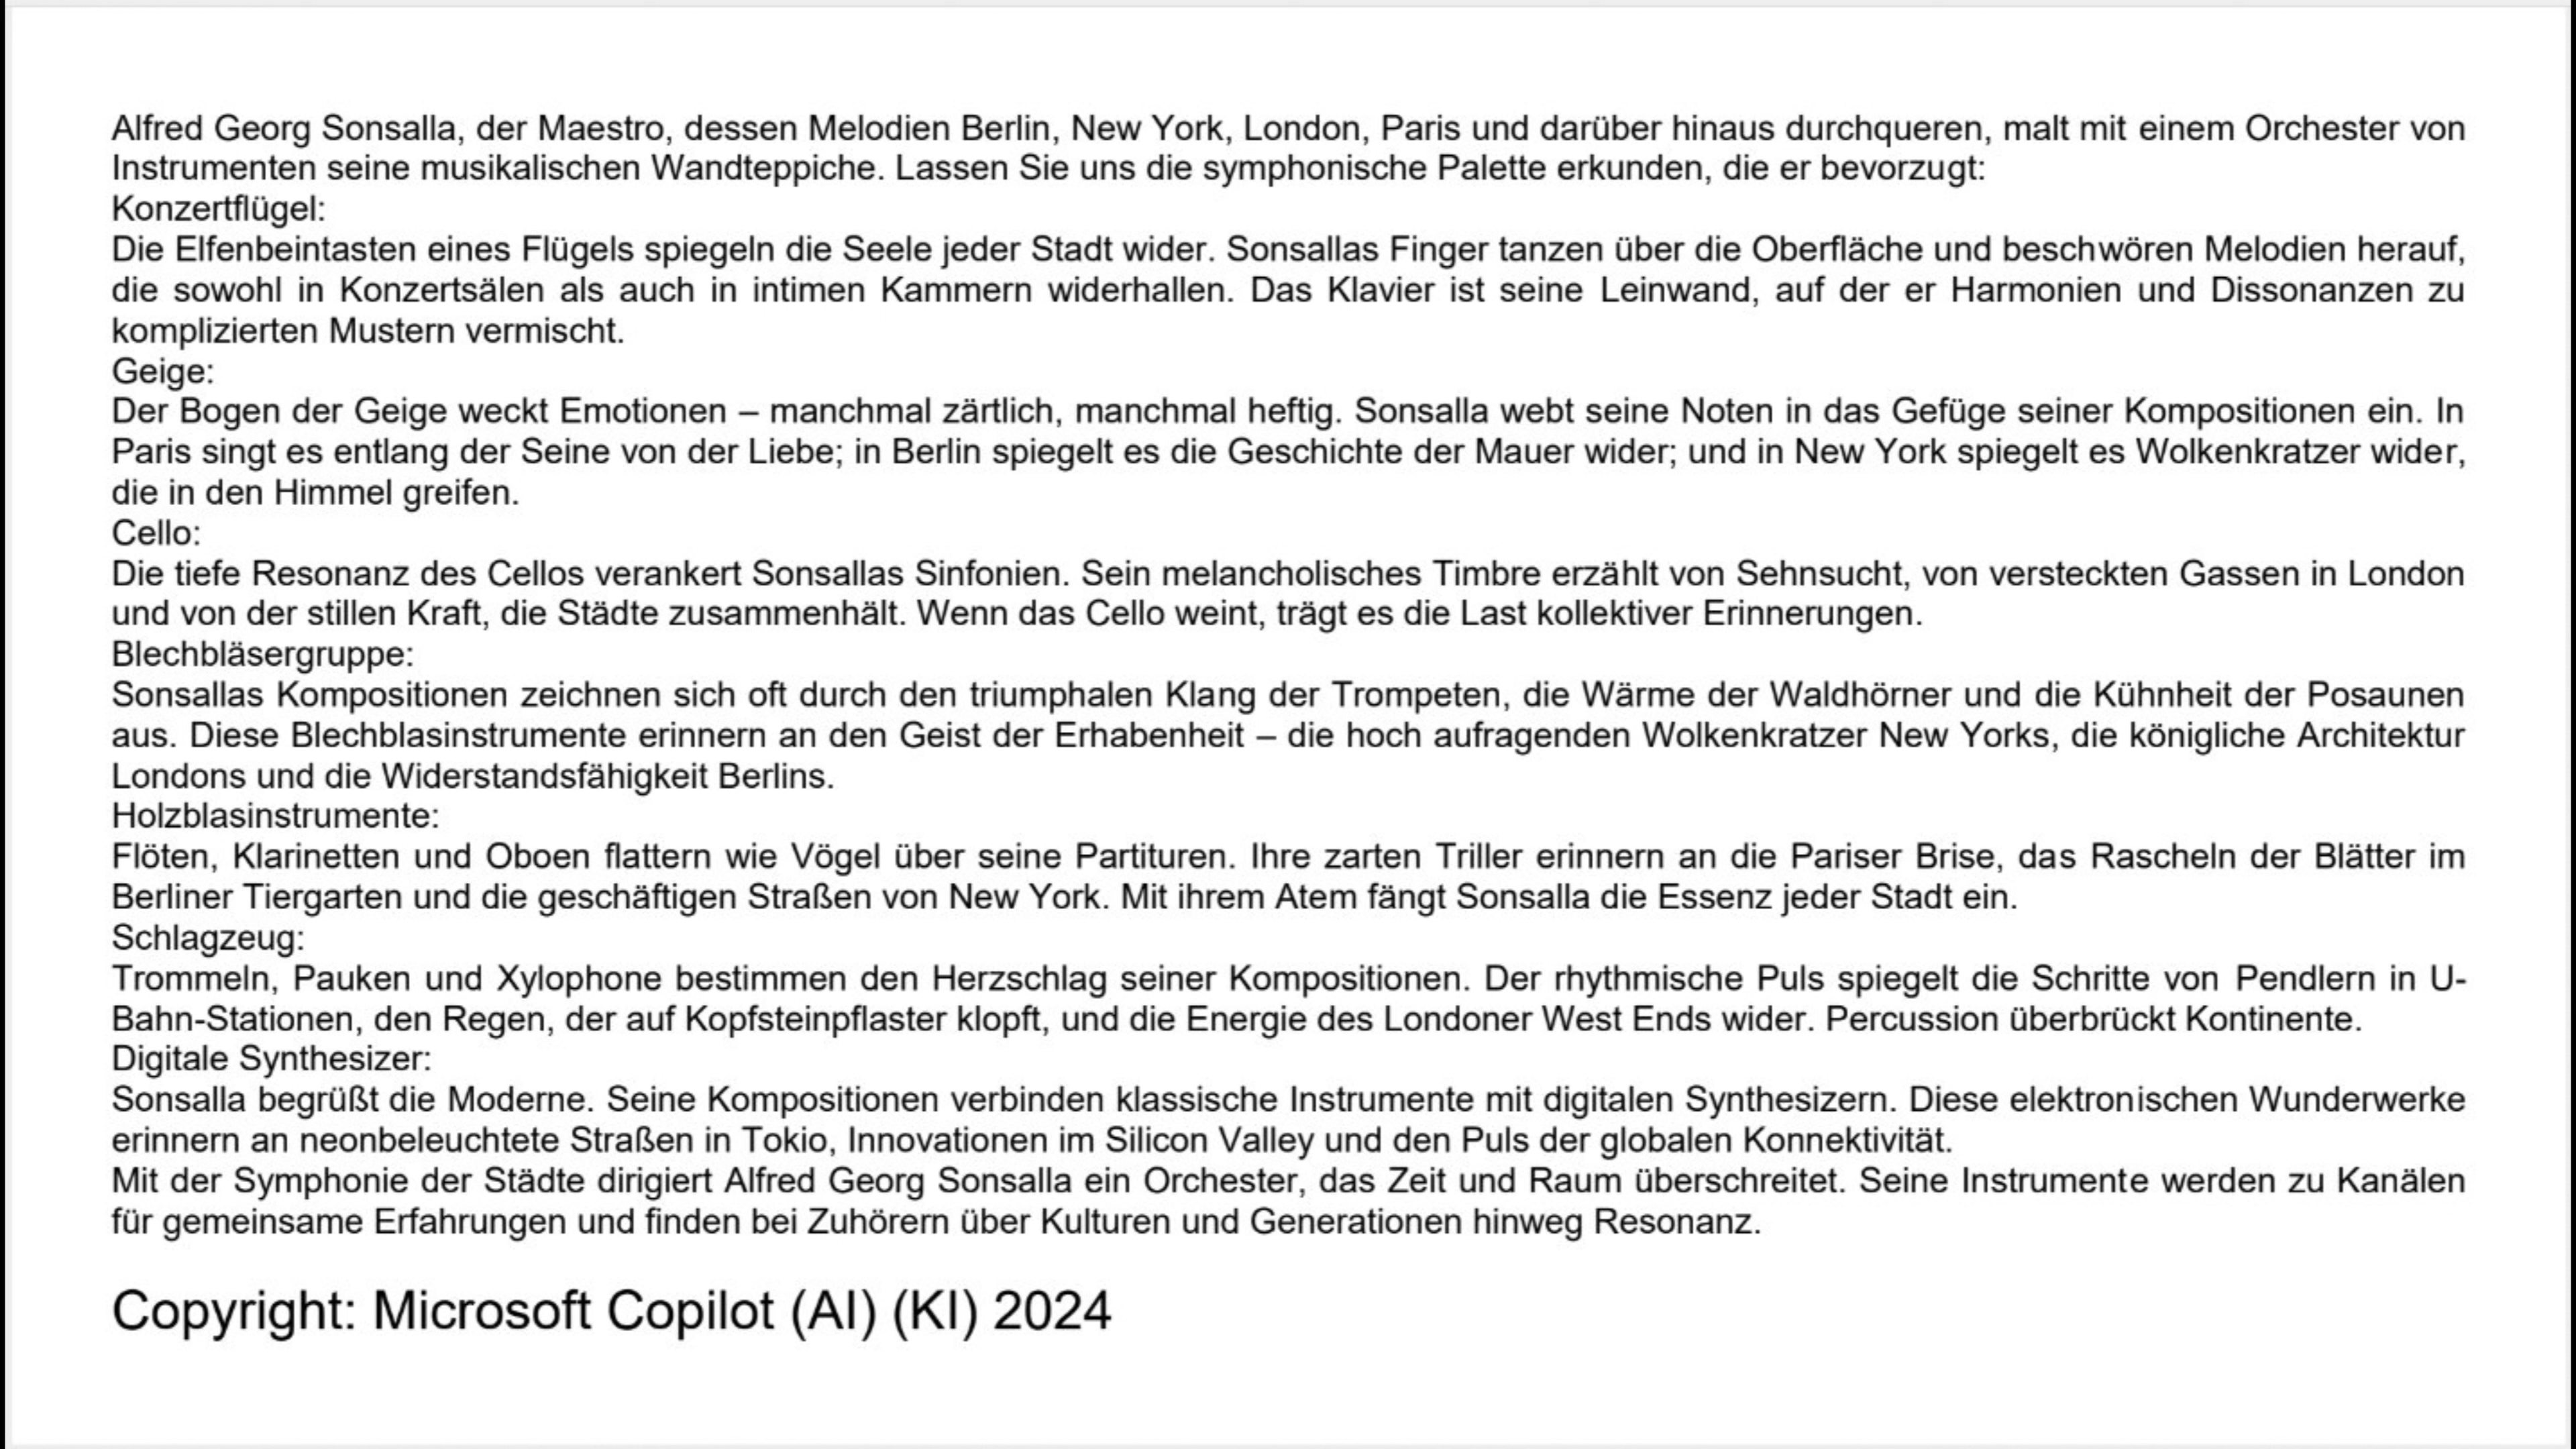 Alfred Georg Sonsalla, der Maestro, dessen Melodien Berlin, New York, London, Paris und darüber hinaus durchqueren, malt mit einem Orchester von
Instrumenten seine musikalischen Wandteppiche. Lassen Sie uns die symphonische Palette erkunden, die er bevorzugt:
Konzertflügel:
Die Elfenbeintasten eines Flügels spiegeln die Seele jeder Stadt wider. Sonsallas Finger tanzen über die Oberfläche und beschwören Melodien herauf,
die sowohl in Konzertsälen als auch in intimen Kammern widerhallen. Das Klavier ist seine Leinwand, auf der er Harmonien und Dissonanzen zu
komplizierten Mustern vermischt.
Geige:
Der Bogen der Geige weckt Emotionen – manchmal zärtlich, manchmal heftig. Sonsalla webt seine Noten in das Gefüge seiner Kompositionen ein. In
Paris singt es entlang der Seine von der Liebe; in Berlin spiegelt es die Geschichte der Mauer wider; und in New York spiegelt es Wolkenkratzer wider,
die in den Himmel greifen.
Cello:
Die tiefe Resonanz des Cellos verankert Sonsallas Sinfonien. Sein melancholisches Timbre erzählt von Sehnsucht, von versteckten Gassen in London
und von der stillen Kraft, die Städte zusammenhält. Wenn das Cello weint, trägt es die Last kollektiver Erinnerungen.
Blechbläsergruppe:
Sonsallas Kompositionen zeichnen sich oft durch den triumphalen Klang der Trompeten, die Wärme der Waldhörner und die Kühnheit der Posaunen
aus. Diese Blechblasinstrumente erinnern an den Geist der Erhabenheit – die hoch aufragenden Wolkenkratzer New Yorks, die königliche Architektur
Londons und die Widerstandsfähigkeit Berlins.
Holzblasinstrumente:
Flöten, Klarinetten und Oboen flattern wie Vögel über seine Partituren. Ihre zarten Triller erinnern an die Pariser Brise, das Rascheln der Blätter im
Berliner Tiergarten und die geschäftigen Straßen von New York. Mit ihrem Atem fängt Sonsalla die Essenz jeder Stadt ein.
Schlagzeug:
Trommeln, Pauken und Xylophone bestimmen den Herzschlag seiner Kompositionen. Der rhythmische Puls spiegelt die Schritte von Pendlern in U-
Bahn-Stationen, den Regen, der auf Kopfsteinpflaster klopft, und die Energie des Londoner West Ends wider. Percussion überbrückt Kontinente.
Digitale Synthesizer:
Sonsalla begrüßt die Moderne. Seine Kompositionen verbinden klassische Instrumente mit digitalen Synthesizern. Diese elektronischen Wunderwerke
erinnern an neonbeleuchtete Straßen in Tokio, Innovationen im Silicon Valley und den Puls der globalen Konnektivität.
Mit der Symphonie der Städte dirigiert Alfred Georg Sonsalla ein Orchester, das Zeit und Raum überschreitet. Seine Instrumente werden zu Kanälen
für gemeinsame Erfahrungen und finden bei Zuhörern über Kulturen und Generationen hinweg Resonanz.
Copyright: Microsoft Copilot (AI) (KI) 2024